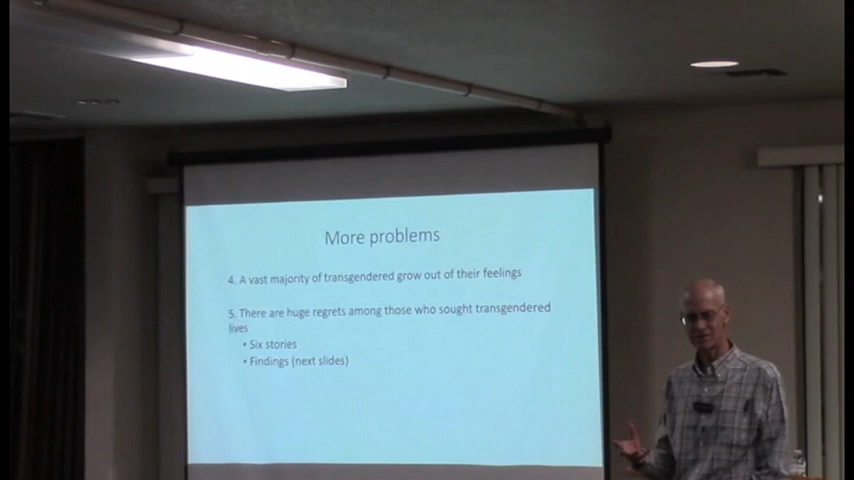 More problems
4. A vast majority of transgendered grow out of their feelings
5. There are huge regrets among those who sought transgendered
lives
• Six stories
• Findings (next slides)